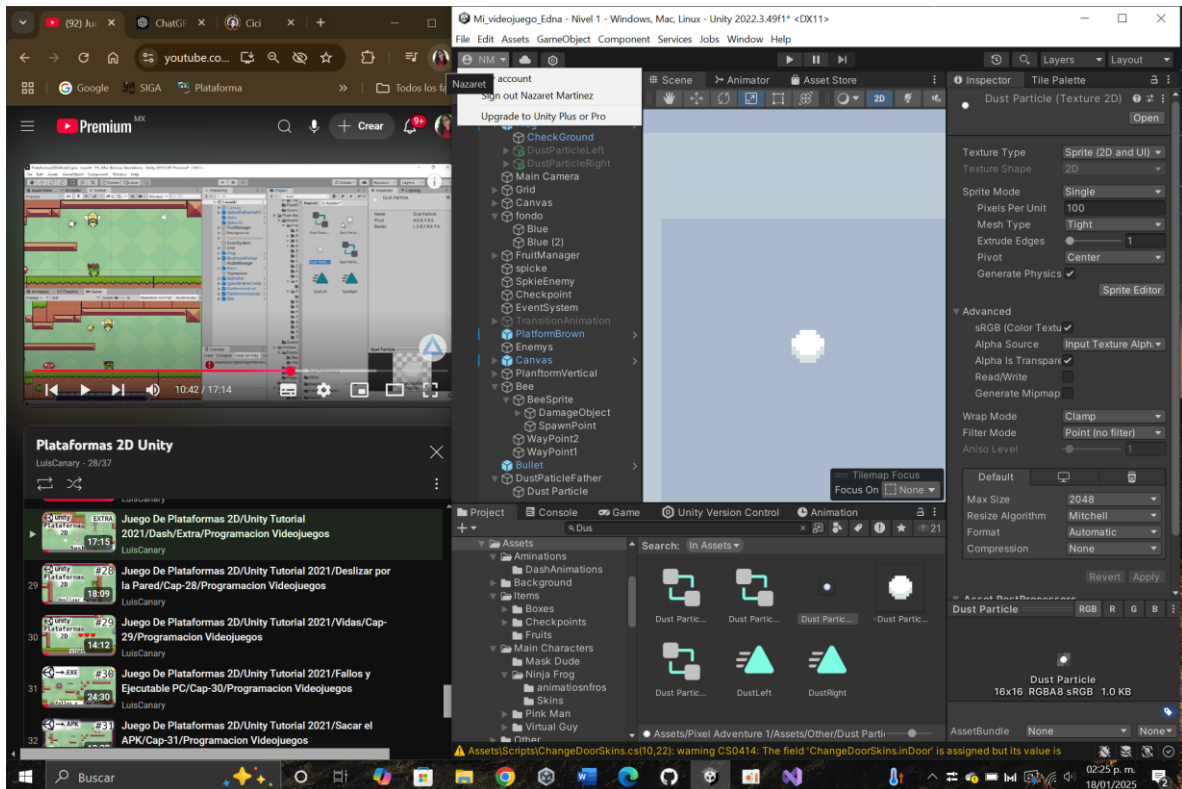 (92) Ju
ChatGP
Cici
youtube.co...
Google
SIGA
Plataforma
Todos los fa
Premium MX
Crear
9+
10:42 / 17:14
Plataformas 2D Unity
LuisCanary - 28/37
LuisCanary
EXTRA
17:15
Juego De Plataformas 2D/Unity Tutorial
2021/Dash/Extra/Programacion Videojuegos
LuisCanary
29
#28
18:09
Juego De Plataformas 2D/Unity Tutorial 2021/Deslizar por
la Pared/Cap-28/Programacion Videojuegos
LuisCanary
30
#29
14:12
Juego De Plataformas 2D/Unity Tutorial 2021/Vidas/Cap-
29/Programacion Videojuegos
LuisCanary
31
.EXE #30
24:30
Juego De Plataformas 2D/Unity Tutorial 2021/Fallos y
Ejecutable PC/Cap-30/Programacion Videojuegos
LuisCanary
32
APK #31
Juego De Plataformas 2D/Unity Tutorial 2021/Sacar el
APK/Cap-31/Programacion Videojuegos
Mi_videojuego_Edna - Nivel 1 - Windows, Mac, Linux - Unity 2022.3.49f1* <DX11>
File Edit Assets GameObject Component Services Jobs Window Help
NM
Layers
Layout
Nazaret
account
Sign out Nazaret Martinez
Upgrade to Unity Plus or Pro
Scene
Animator
Asset Store
2D
CheckGround
DustParticleLeft
DustParticleRight
Main Camera
Grid
Canvas
fondo
Blue
Blue (2)
FruitManager
spicke
SpkieEnemy
Checkpoint
EventSystem
TransitionAnimation
PlatformBrown
Enemys
Canvas
PlanftormVertical
Bee
BeeSprite
DamageObject
SpawnPoint
WayPoint2
WayPoint1
Bullet
DustPaticleFather
Dust Particle
Tilemap Focus
Focus On None
Inspector
Tile Palette
Dust Particle (Texture 2D)
Open
Texture Type Sprite (2D and UI)
Texture Shape 2D
Sprite Mode Single
Pixels Per Unit 100
Mesh Type Tight
Extrude Edges 1
Pivot Center
Generate Physics
Sprite Editor
Advanced
sRGB (Color Textu
Alpha Source Input Texture Alph
Alpha Is Transpare
Read/Write
Generate Mipmap
Wrap Mode Clamp
Filter Mode Point (no filter)
Aniso Level 1
Default
Max Size 2048
Resize Algorithm Mitchell
Format Automatic
Compression None
Revert Apply
Asset PostProcessors
Dust Particle RGB R G B
Dust Particle
16x16 RGBA8 sRGB 1.0 KB
AssetBundle None None
Project
Console
Game
Unity Version Control
Animation
Dus
21
Assets
Aminations
DashAnimations
Background
Items
Boxes
Checkpoints
Fruits
Main Characters
Mask Dude
Ninja Frog
animatiosnfros
Skins
Pink Man
Virtual Guy
Other
Search: In Assets
Dust Partic...
Dust Partic...
Dust Partic...
-Dust Partic...
Dust Partic...
DustLeft
DustRight
Assets/Pixel Adventure 1/Assets/Other/Dust Parti
Assets\Scripts\ChangeDoorSkins.cs(10,22): warning CS0414: The field 'ChangeDoorSkins.inDoor' is assigned but its value is
Buscar
02:25 p. m.
18/01/2025